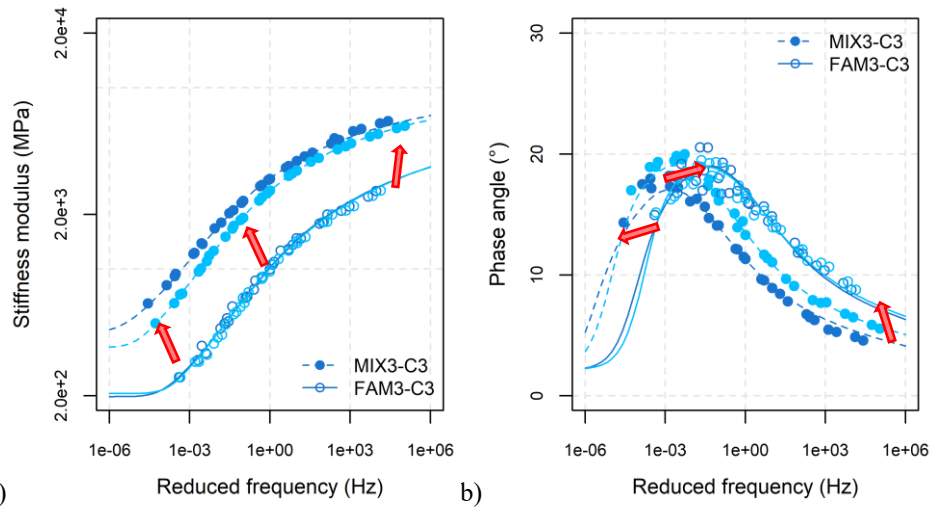 Stiffness modulus (MPa)
2.0e+4
2.0e+3
2.0e+2
MIX3-C3
FAM3-C3
1e-06 1e-03 1e+00 1e+03 1e+06
Reduced frequency (Hz)
)
Phase angle (°)
30
20
10
0
MIX3-C3
FAM3-C3
1e-06 1e-03 1e+00 1e+03 1e+06
Reduced frequency (Hz)
b)